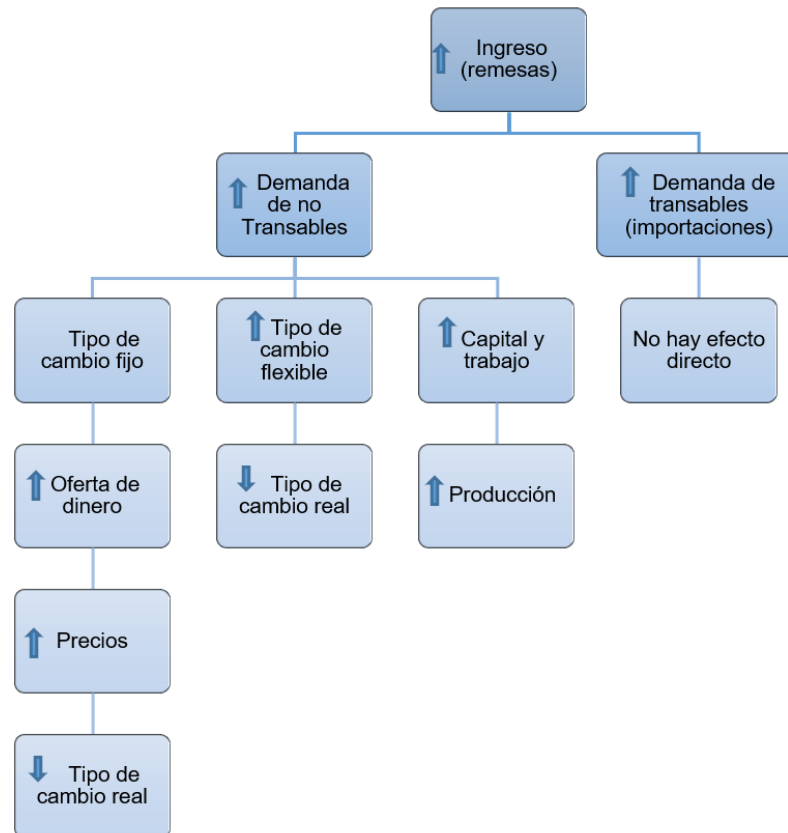 Ingreso
(remesas)
Demanda
de no
Transables
Demanda de
transables
(importaciones)
Tipo de
cambio fijo
Tipo de
cambio
flexible
Capital y
trabajo
No hay efecto
directo
Oferta de
dinero
Tipo de
cambio real
Producción
Precios
Tipo de
cambio real